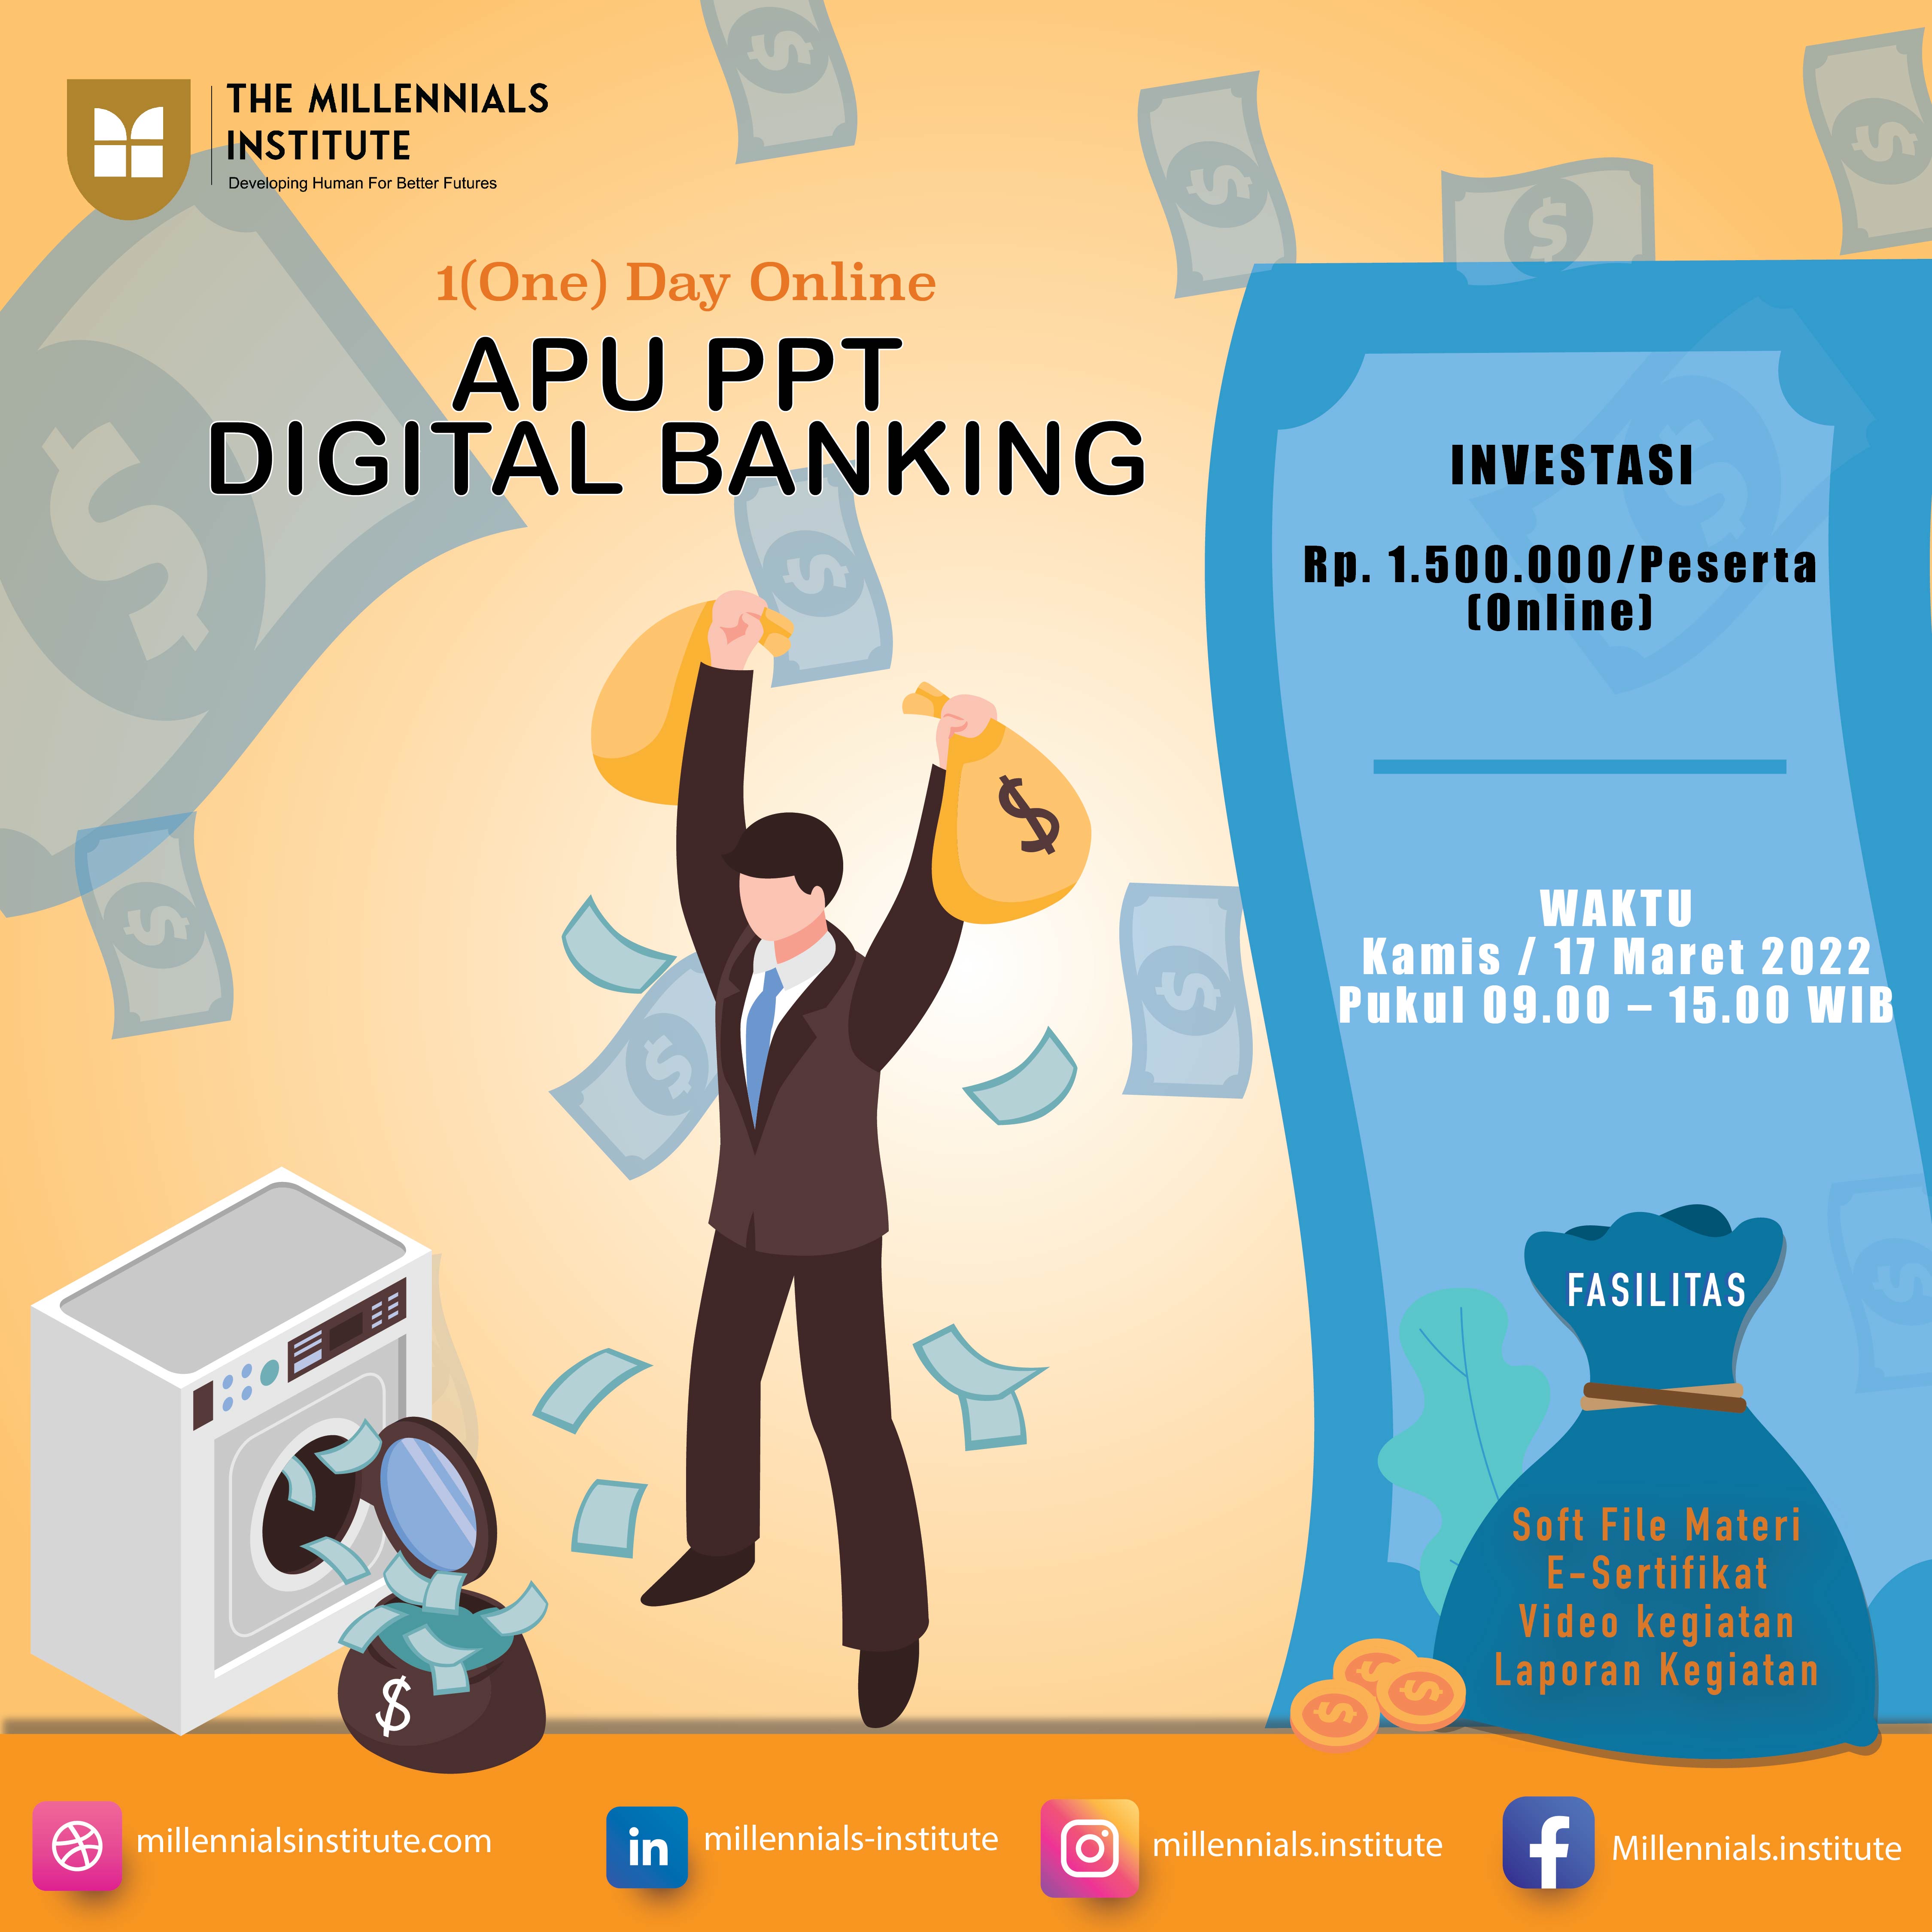 THE MILLENNIALS
INSTITUTE
Developing Human For Better Futures
1(One) Day Online
APU PPT
DIGITAL BANKING
INVESTASI
Rp. 1.500.000/Peserta
(Online)
WAKTU
Kamis / 17 Maret 2022
Pukul 09.00 – 15.00 WIB
FASILITAS
Soft File Materi
E-Sertifikat
Video kegiatan
Laporan Kegiatan
millennialsinstitute.com
millennials-institute
millennials.institute
Millennials.institute